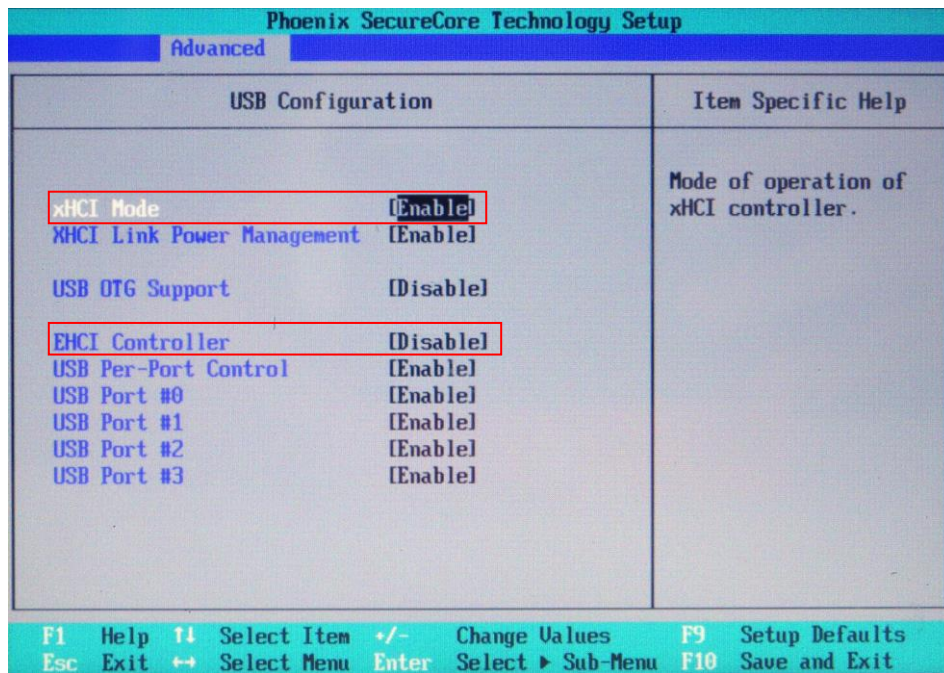 Phoenix SecureCore Technology Setup
Advanced
USB Configuration
Item Specific Help
xHCI Mode [Enable]
XHCI Link Power Management [Enable]
USB OTG Support [Disable]
EHCI Controller [Disable]
USB Per-Port Control [Enable]
USB Port #0 [Enable]
USB Port #1 [Enable]
USB Port #2 [Enable]
USB Port #3 [Enable]
Mode of operation of
xHCI controller.
F1 Help ↑↓ Select Item +/- Change Values F9 Setup Defaults
Esc Exit ↔ Select Menu Enter Select ▶ Sub-Menu F10 Save and Exit